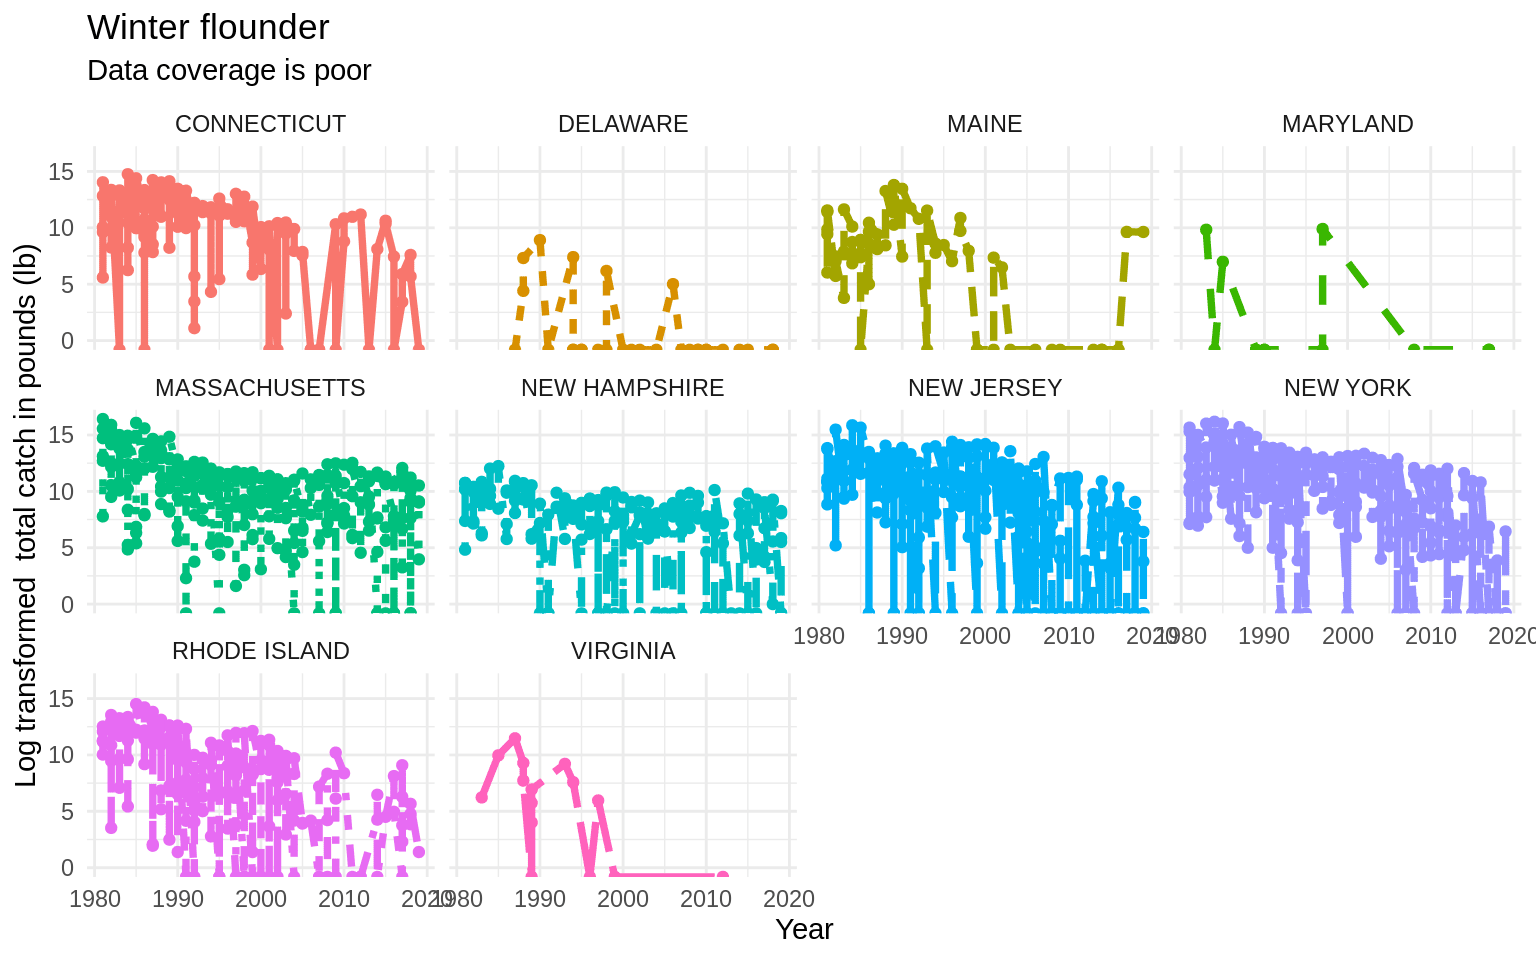 Winter flounder
Data coverage is poor
CONNECTICUT DELAWARE MAINE MARYLAND
15
10
5
0
MASSACHUSETTS NEW HAMPSHIRE NEW JERSEY NEW YORK
15
10
5
0
1980 1990 2000 2010 2020 1980 1990 2000 2010 2020
RHODE ISLAND VIRGINIA
15
10
5
0
1980 1990 2000 2010 2020 1980 1990 2000 2010 2020
Year
Log transformed  total catch in pounds (lb)